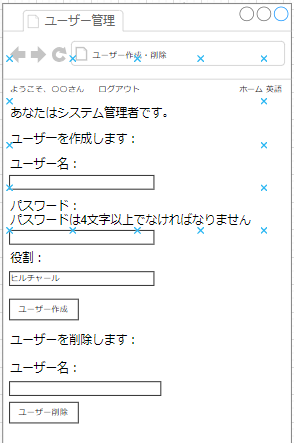 ユーザー管理
ユーザー作成・削除
ようこそ、〇〇さん ログアウト ホーム 英語
あなたはシステム管理者です。
ユーザーを作成します：
ユーザー名：
パスワード：
パスワードは4文字以上でなければなりません
役割：
ヒルチャール
ユーザー作成
ユーザーを削除します：
ユーザー名：
ユーザー削除